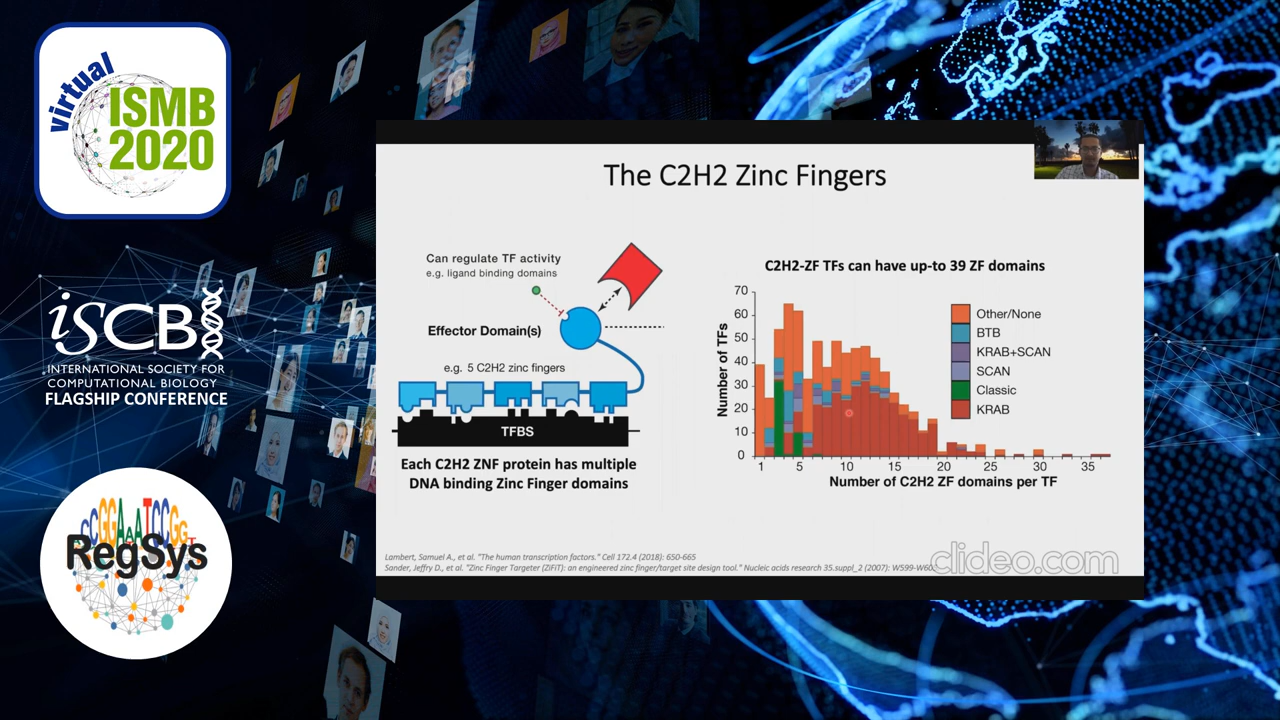 virtual
ISMB
2020
iSCB
INTERNATIONAL SOCIETY FOR
COMPUTATIONAL BIOLOGY
FLAGSHIP CONFERENCE
RegSys
The C2H2 Zinc Fingers
Can regulate TF activity
e.g. ligand binding domains
Effector Domain(s)
e.g. 5 C2H2 zinc fingers
TFBS
Each C2H2 ZNF protein has multiple
DNA binding Zinc Finger domains
C2H2-ZF TFs can have up-to 39 ZF domains
Number of TFs
70
60
50
40
30
20
10
0
1 5 10 15 20 25 30 35
Number of C2H2 ZF domains per TF
Other/None
BTB
KRAB+SCAN
SCAN
Classic
KRAB
Lambert, Samuel A., et al. "The human transcription factors." Cell 172.4 (2018): 650-665
Sander, Jeffry D., et al. "Zinc Finger Targeter (ZiFiT): an engineered zinc finger/target site design tool." Nucleic acids research 35.suppl_2 (2007):
clideo.com